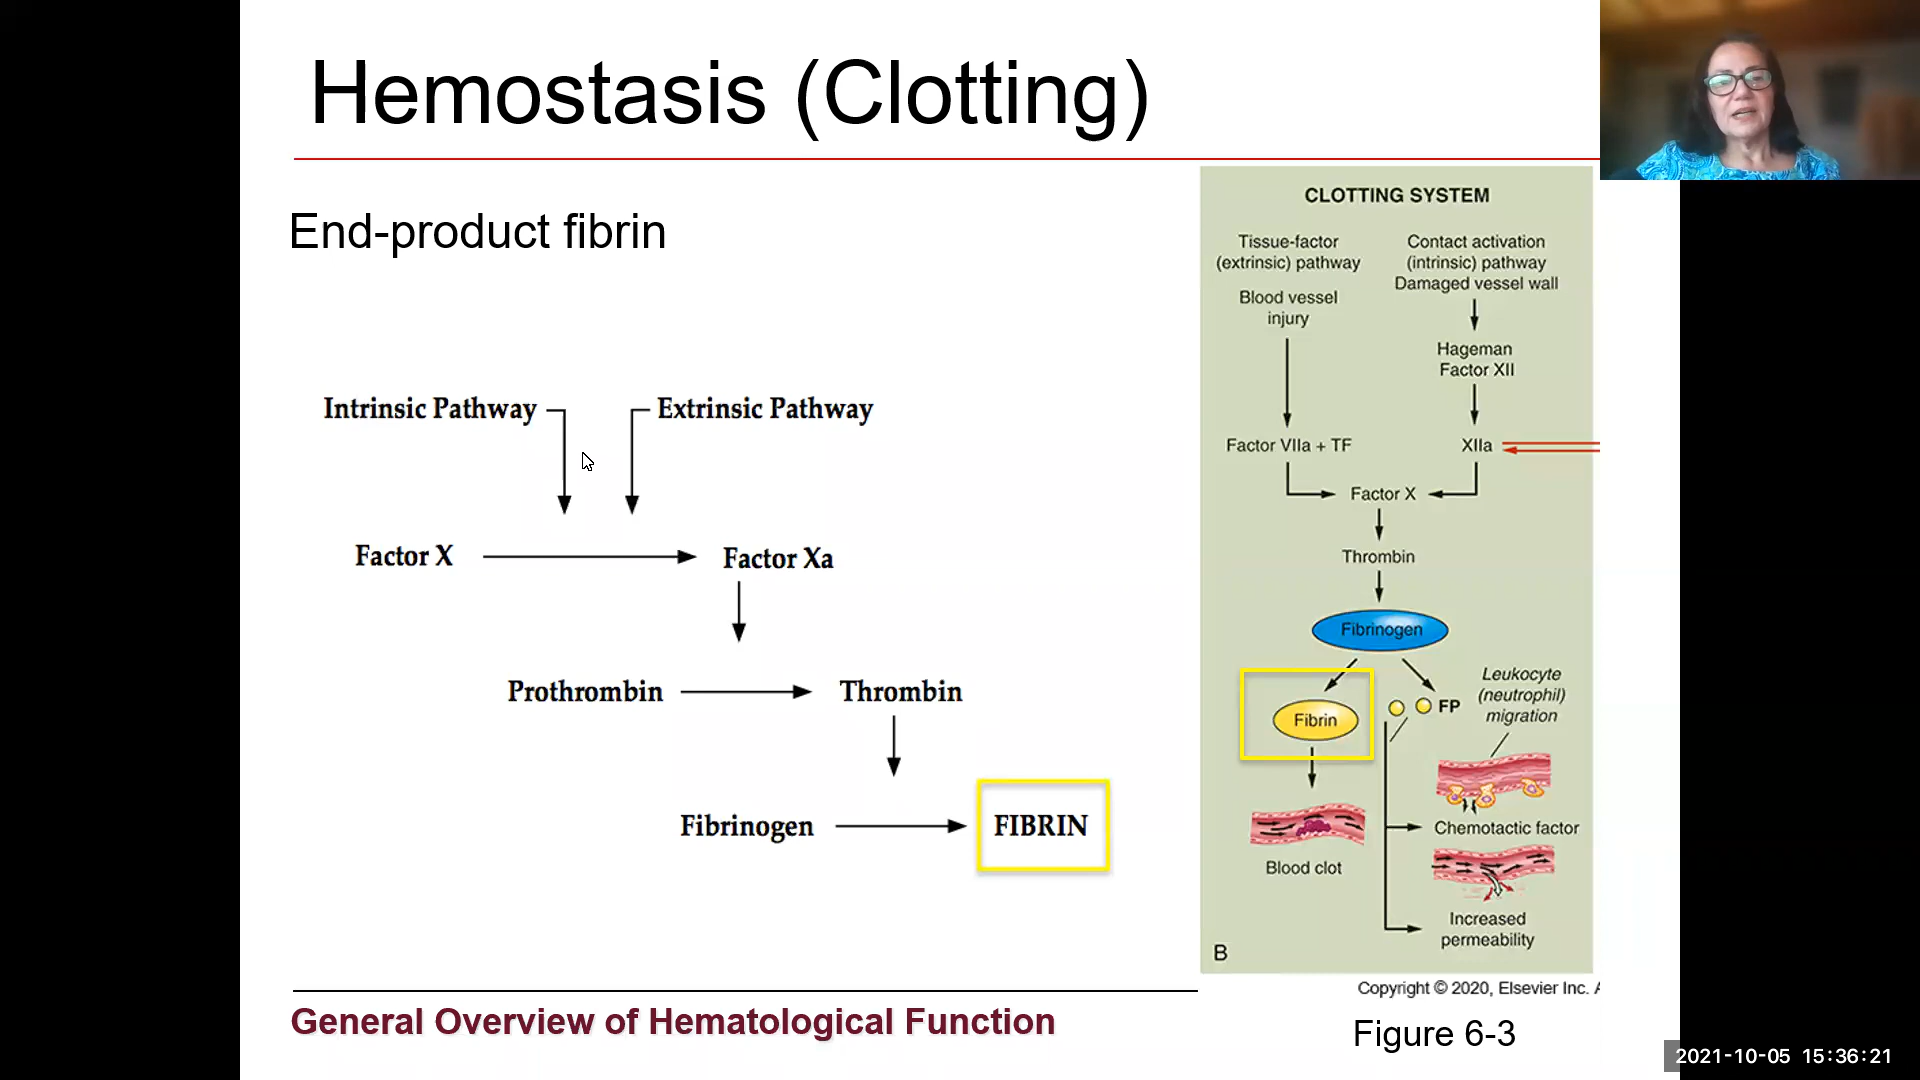 Hemostasis (Clotting)
End-product fibrin
Intrinsic Pathway
Extrinsic Pathway
Factor X
Factor Xa
Prothrombin
Thrombin
Fibrinogen
FIBRIN
CLOTTING SYSTEM
Tissue-factor
(extrinsic) pathway
Blood vessel
injury
Contact activation
(intrinsic) pathway
Damaged vessel wall
Hageman
Factor XII
Factor VIIa + TF
XIIa
Factor X
Thrombin
Fibrinogen
Fibrin
FP
Leukocyte
(neutrophil)
migration
Chemotactic factor
Blood clot
Increased
permeability
B
Copyright © 2020, Elsevier Inc.
General Overview of Hematological Function
Figure 6-3
2021-10-05 15:36:21